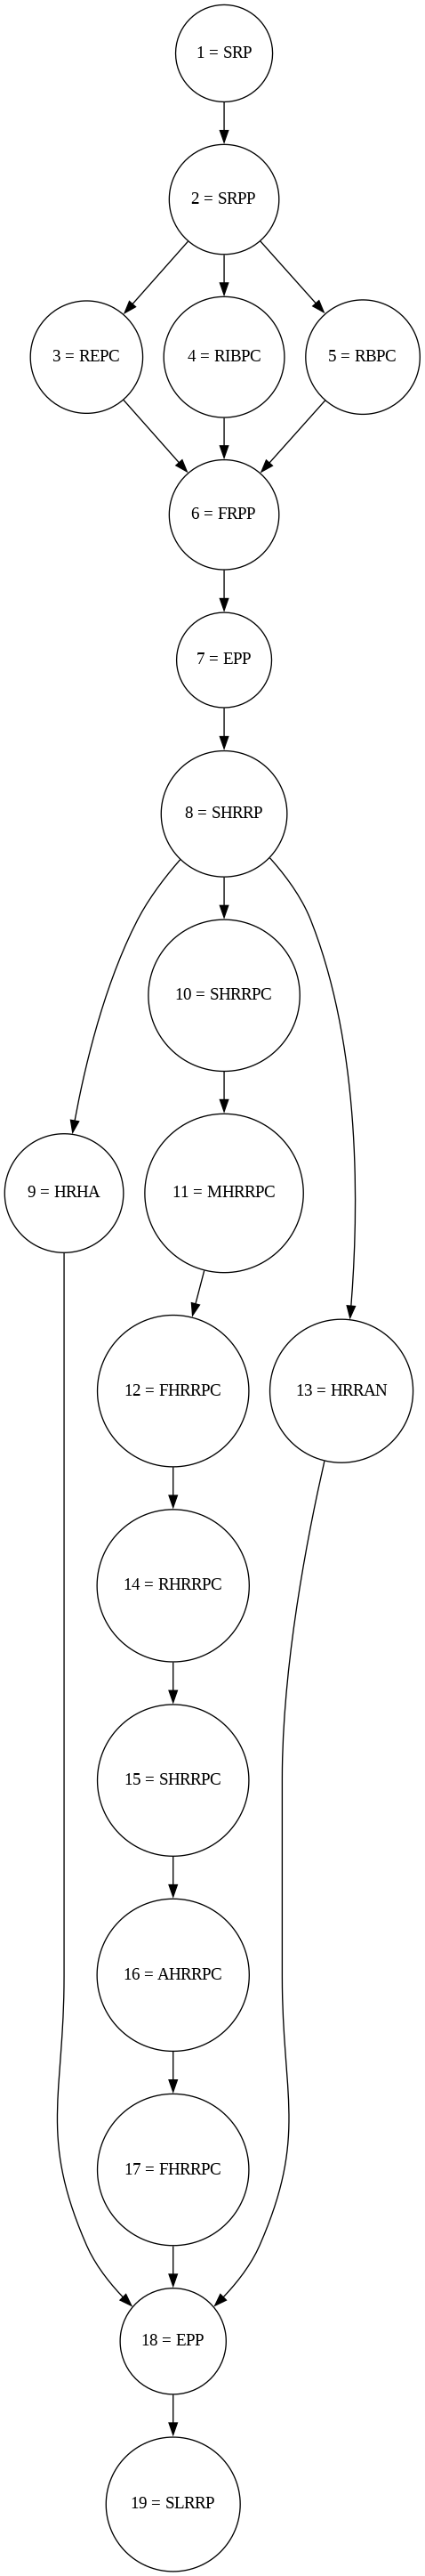 1 = SRP
2 = SRPP
3 = REPC
4 = RIBPC
5 = RBPC
6 = FRPP
7 = EPP
8 = SHRRP
10 = SHRRPC
9 = HRHA
11 = MHRRPC
12 = FHRRPC
13 = HRRAN
14 = RHRRPC
15 = SHRRPC
16 = AHRRPC
17 = FHRRPC
18 = EPP
19 = SLRRP